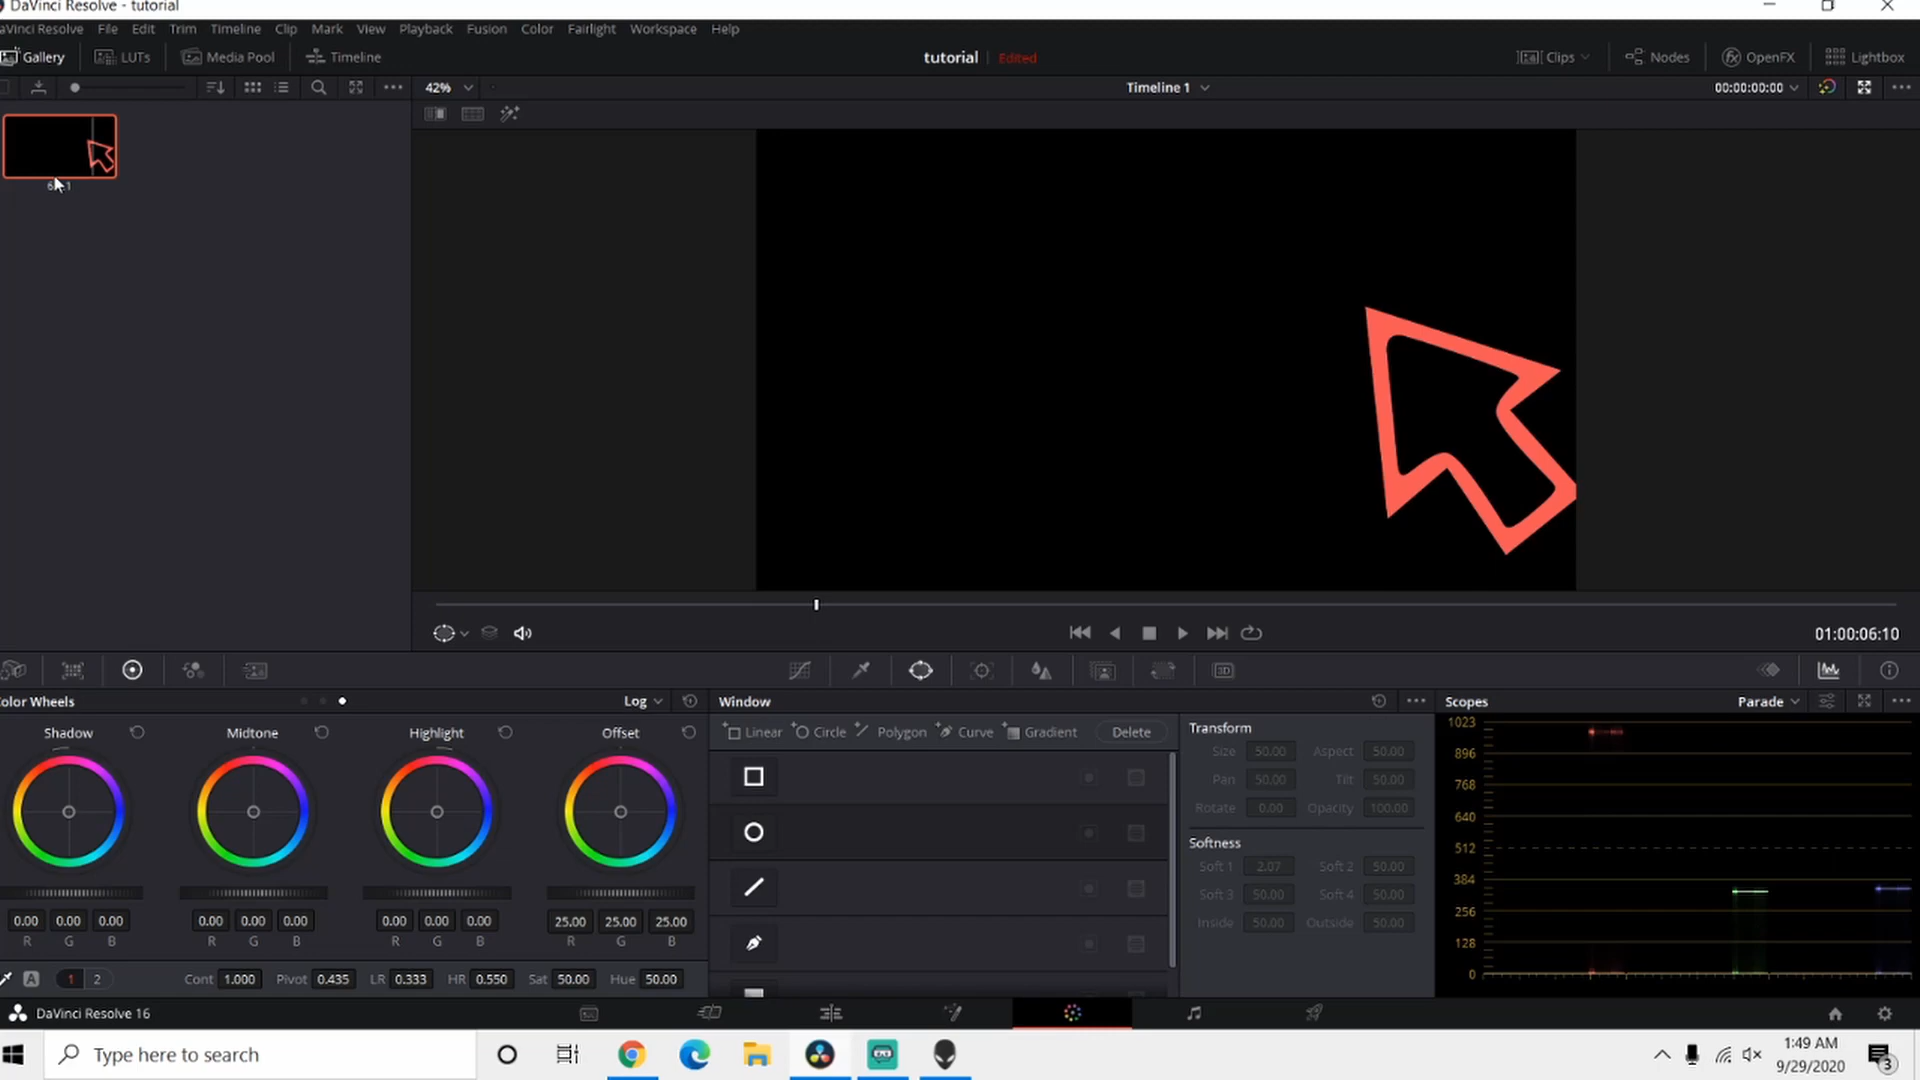 DaVinci Resolve - tutorial
aVinci Resolve File Edit Trim Timeline Clip Mark View Playback Fusion Color Fairlight Workspace Help
Gallery LUTs Media Pool Timeline tutorial Edited Clips Nodes OpenFX Lightbox
42% Timeline 1 00:00:00:00
01:00:06:10
olor Wheels Log Window Scopes Parade
Shadow Midtone Highlight Offset
Linear Circle Polygon Curve Gradient Delete
Transform
Size 50.00 Aspect 50.00
Pan 50.00 Tilt 50.00
Rotate 0.00 Opacity 100.00
Softness
Soft 1 2.07 Soft 2 50.00
Soft 3 50.00 Soft 4 50.00
Inside 50.00 Outside 50.00
1023
896
768
640
512
384
256
128
0
0.00 0.00 0.00 0.00 0.00 0.00 0.00 0.00 0.00 25.00 25.00 25.00
R G B R G B R G B R G B
A 1 2 Cont 1.000 Pivot 0.435 LR 0.333 HR 0.550 Sat 50.00 Hue 50.00
DaVinci Resolve 16
Type here to search
1:49 AM
9/29/2020
3
3D